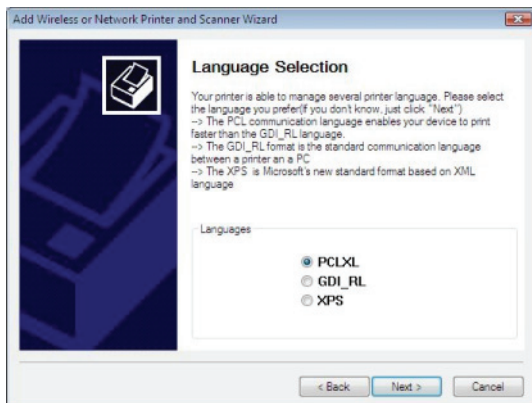 Add Wireless or Network Printer and Scanner Wizard
Language Selection
Your printer is able to manage several printer language. Please select
the language you prefer(if you don't know, just click "Next")
--> The PCL communication language enables your device to print
faster than the GDI_RL language.
--> The GDI_RL format is the standard communication language
between a printer an a PC
--> The XPS is Microsoft's new standard format based on XML
language
Languages
PCLXL
GDI_RL
XPS
< Back
Next >
Cancel